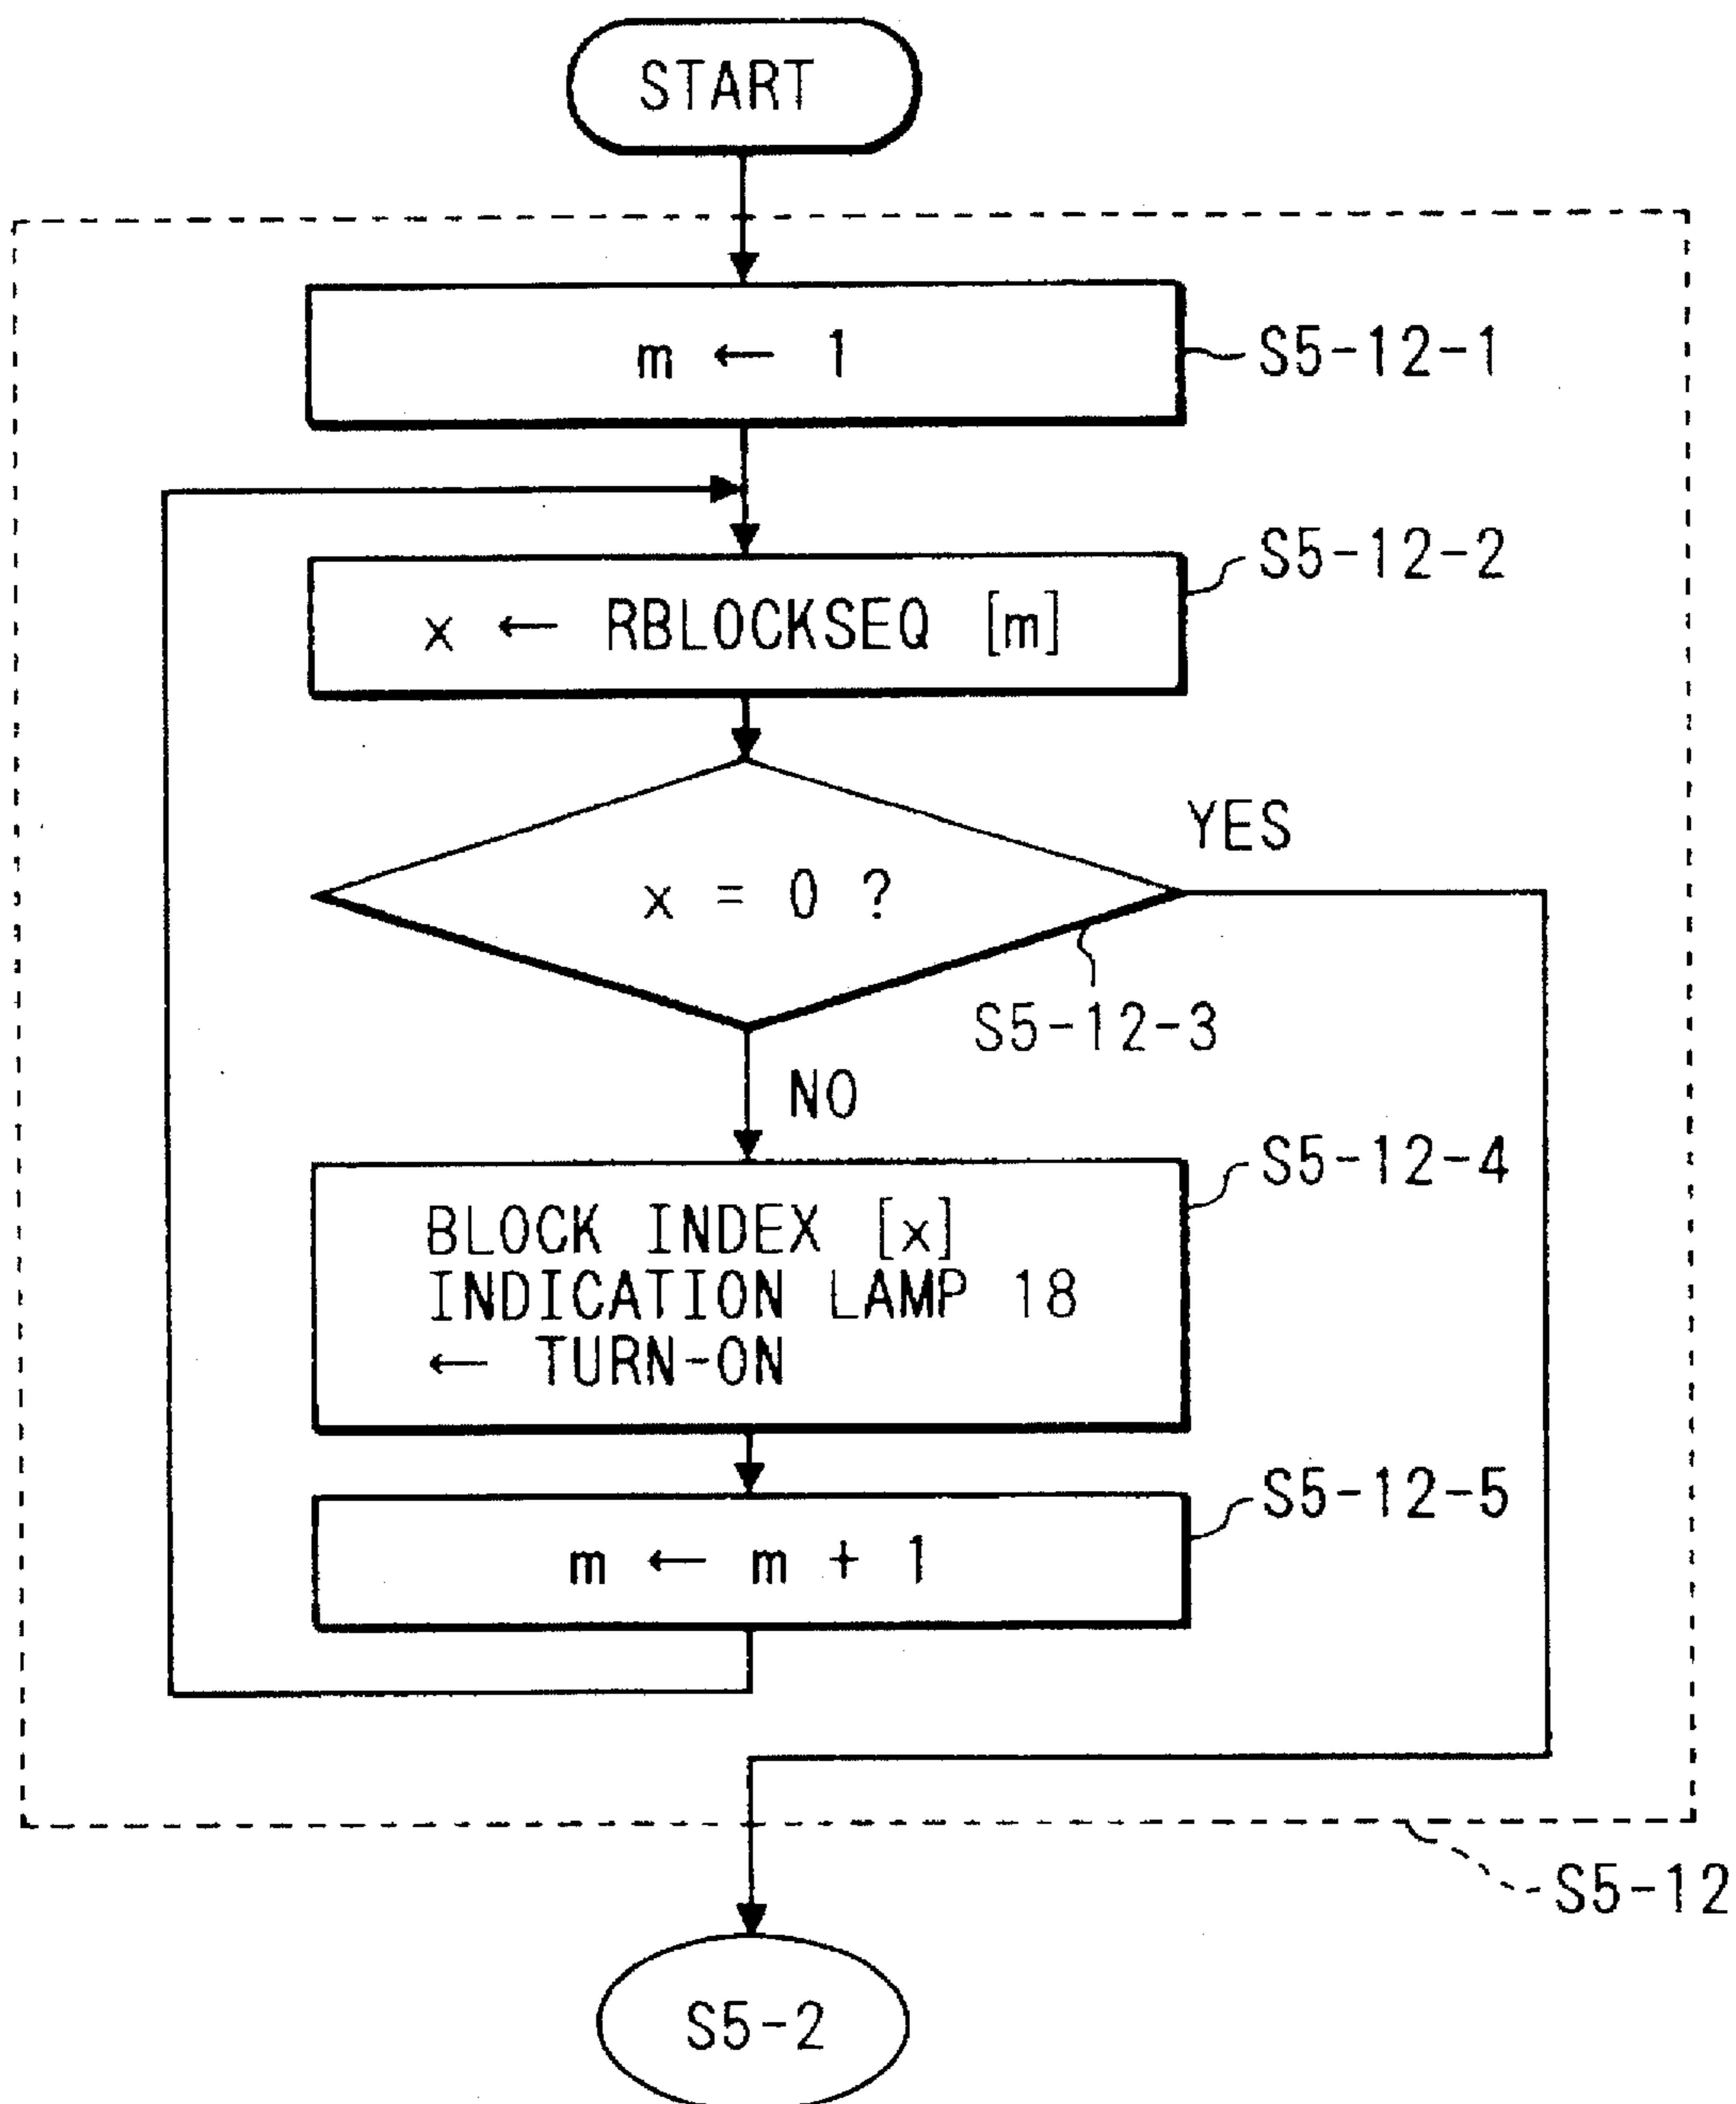 START
m ← 1
S5-12-1
S5-12-2
x ← RBLOCKSEQ [m]
YES
x = 0 ?
S5-12-3
NO
S5-12-4
BLOCK INDEX [x]
INDICATION LAMP 18
← TURN-ON
S5-12-5
m ← m + 1
S5-12
S5-2